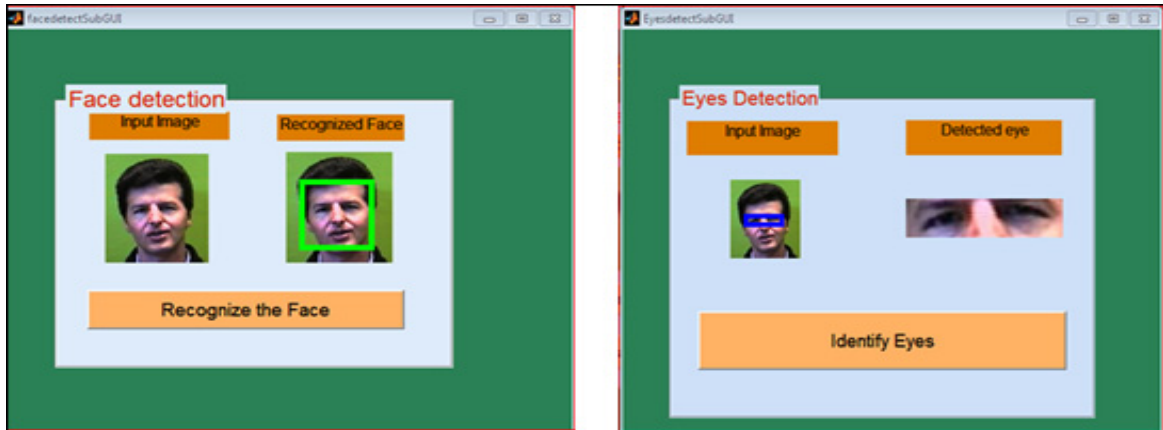 facedetectSubGUI
Face detection
Input Image
Recognized Face
Recognize the Face
EyesdetectSubGUI
Eyes Detection
Input Image
Detected eye
Identify Eyes